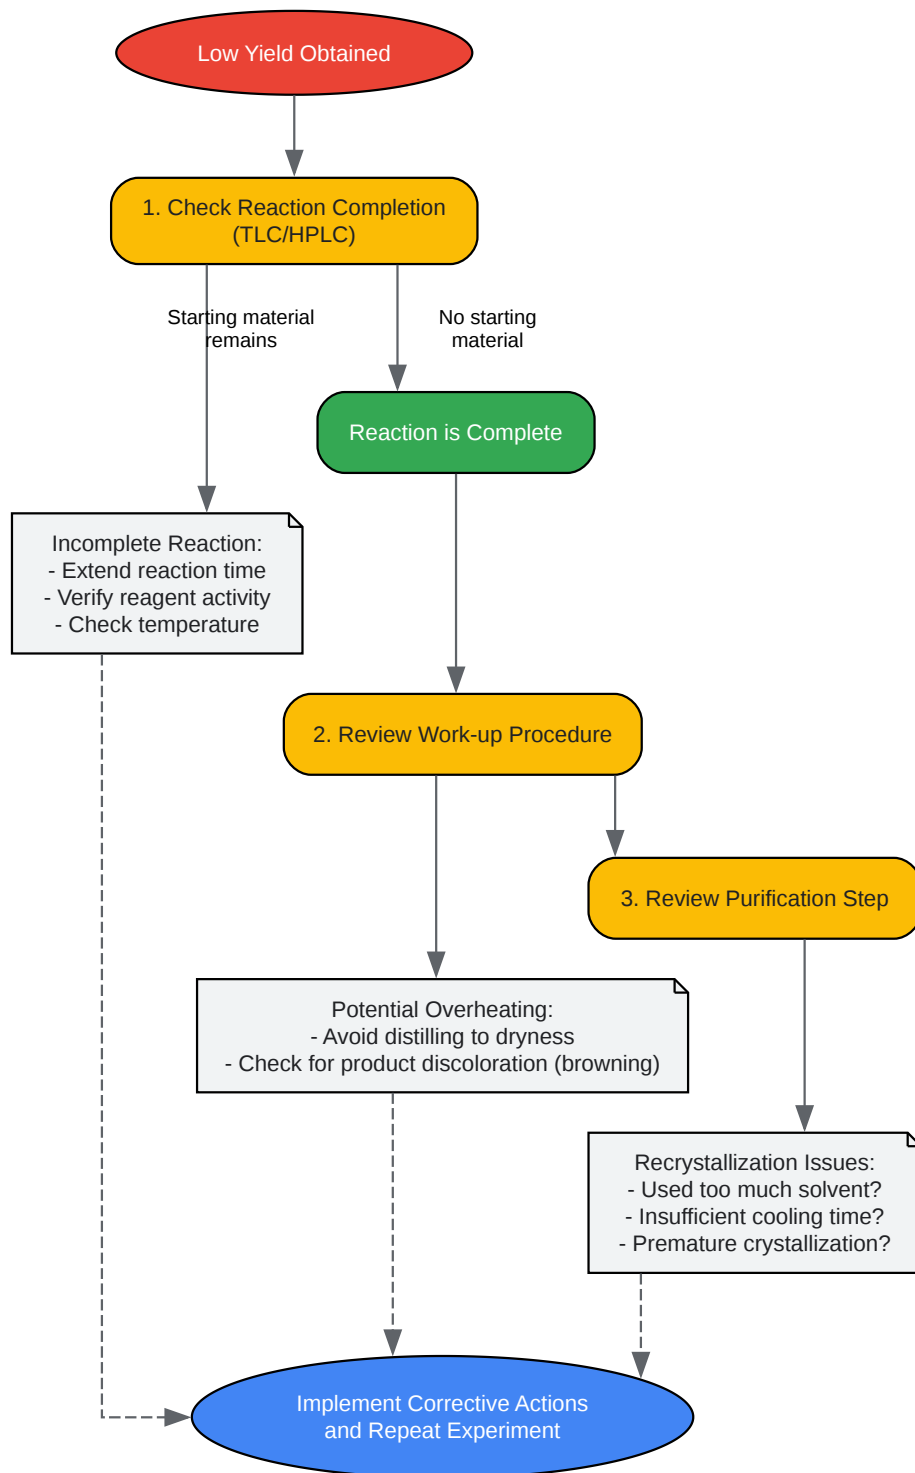 Low Yield Obtained
1. Check Reaction Completion
(TLC/HPLC)
Starting material
remains
No starting
material
Reaction is Complete
Incomplete Reaction:
- Extend reaction time
- Verify reagent activity
- Check temperature
2. Review Work-up Procedure
3. Review Purification Step
Potential Overheating:
- Avoid distilling to dryness
- Check for product discoloration (browning)
Recrystallization Issues:
- Used too much solvent?
- Insufficient cooling time?
- Premature crystallization?
Implement Corrective Actions
and Repeat Experiment